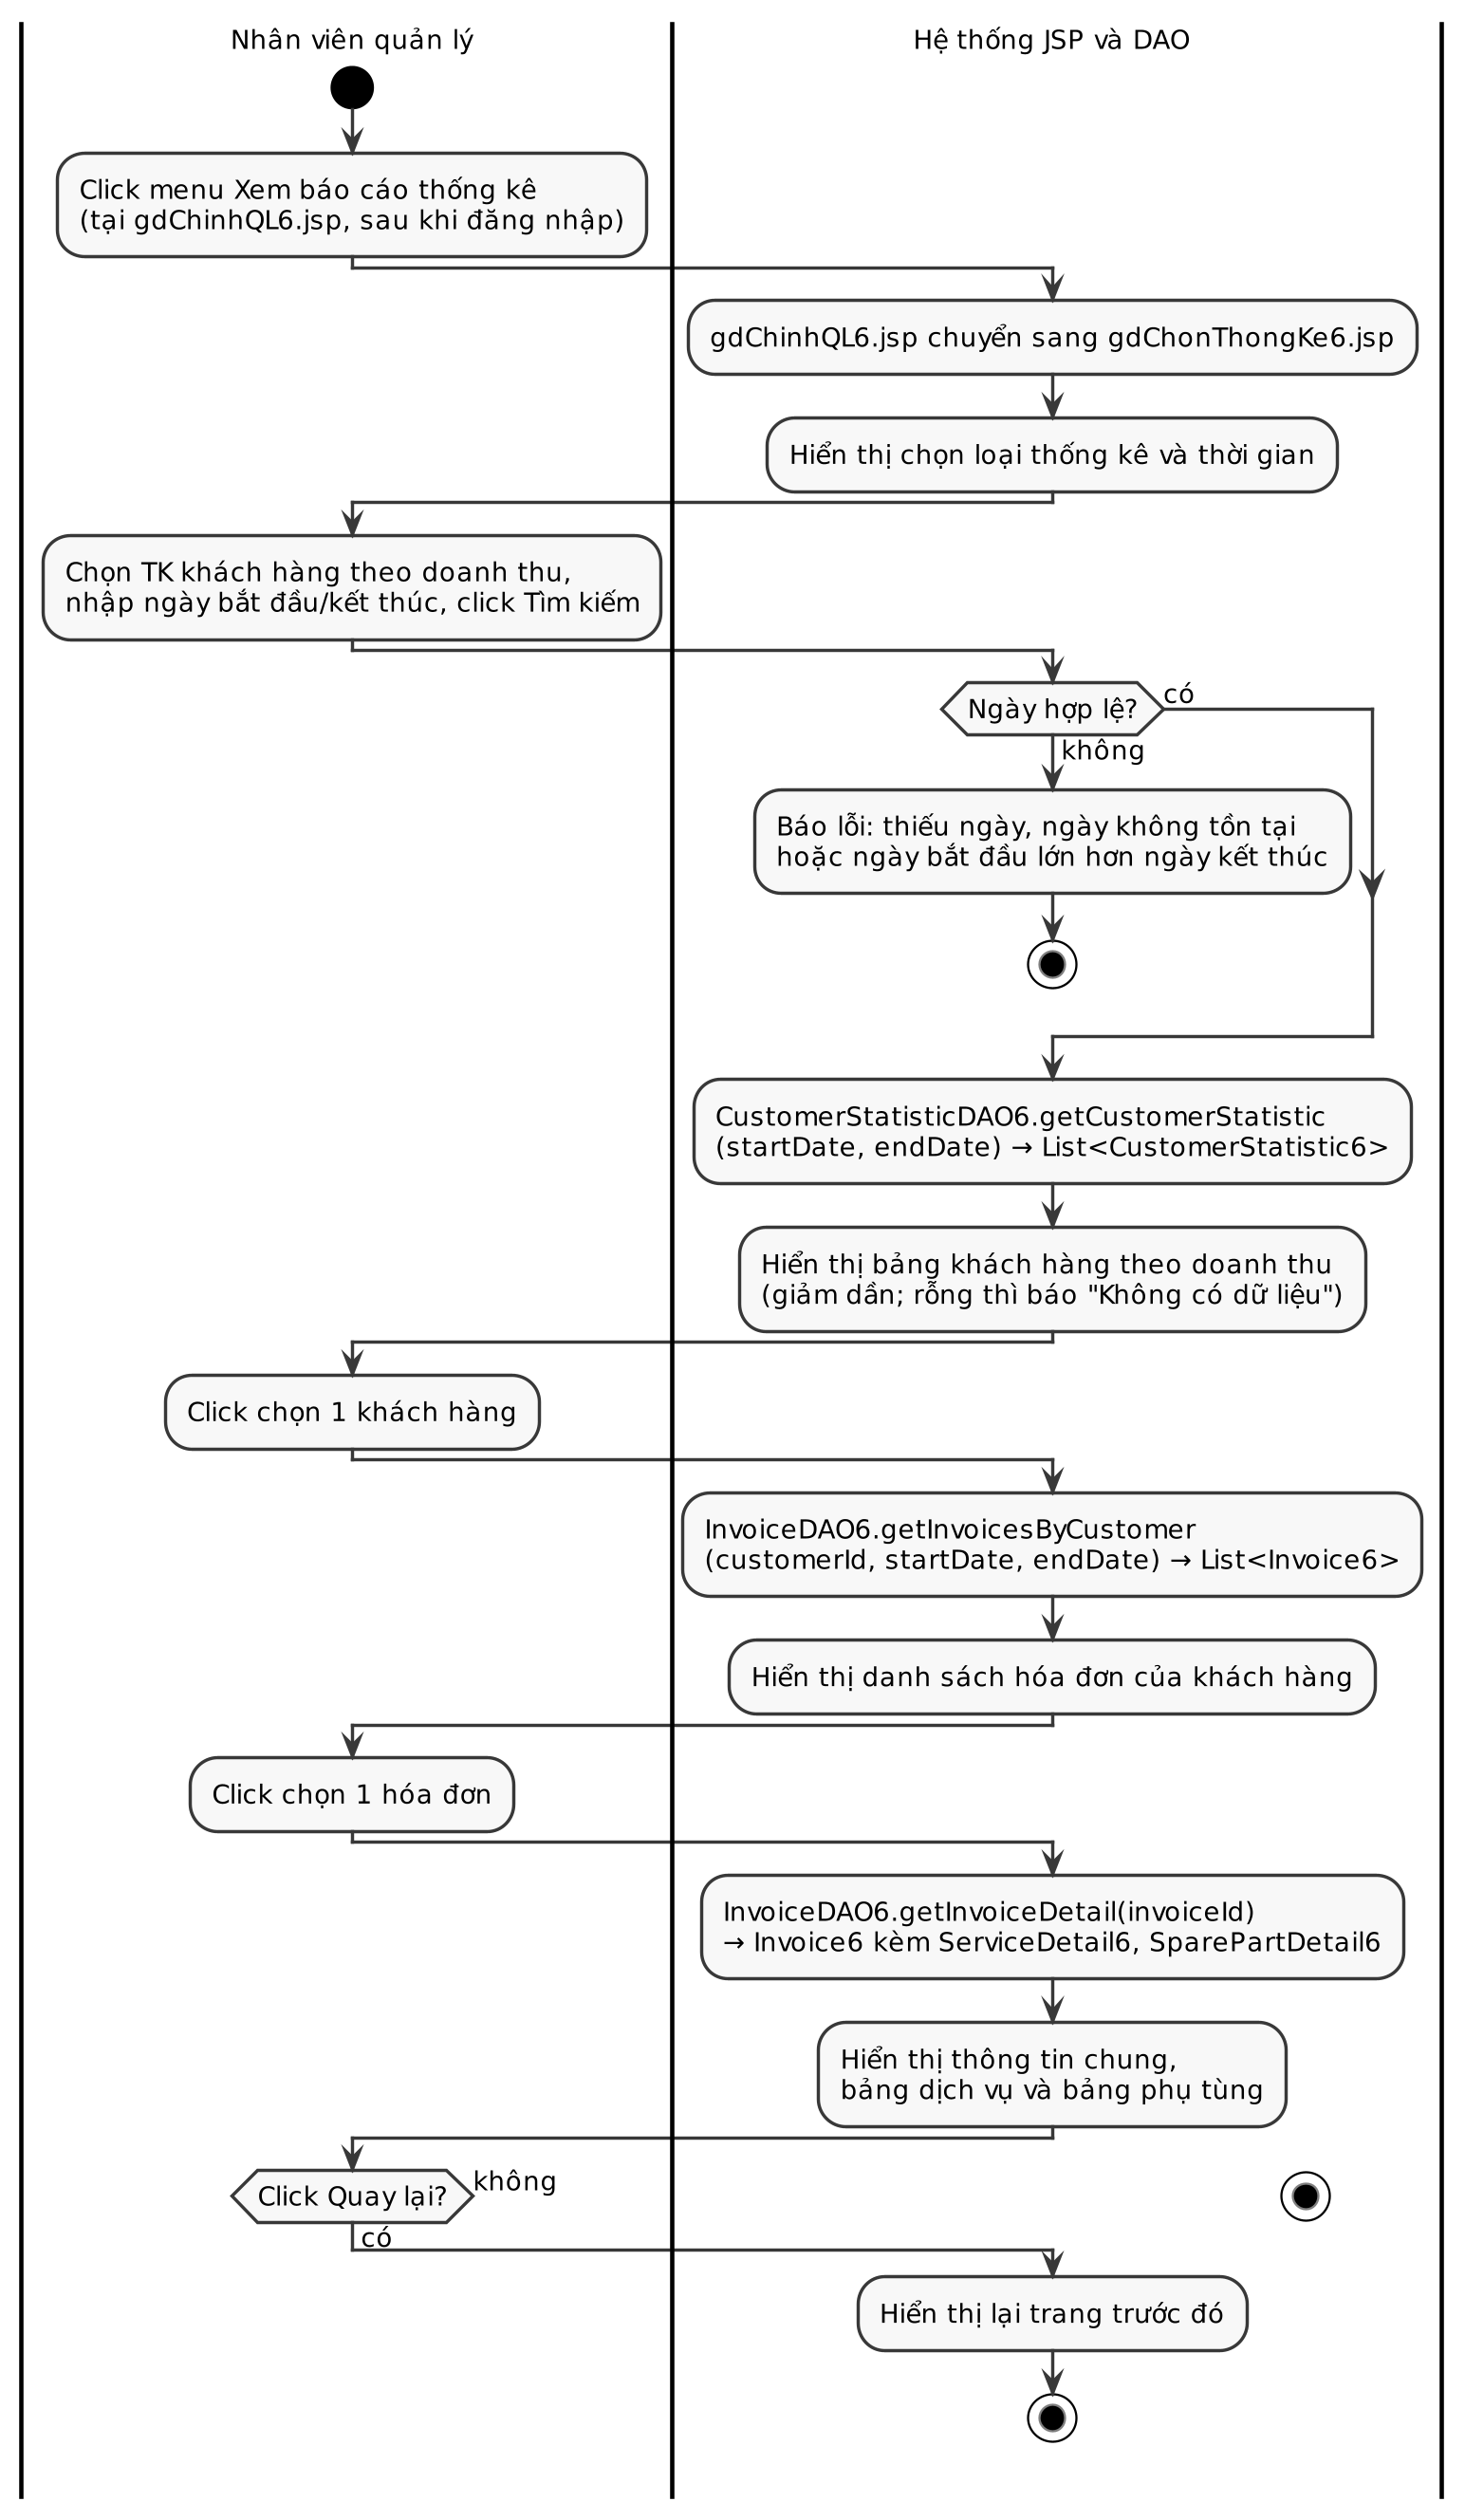 Nhân viên quản lý
Hệ thống JSP và DAO
Click menu Xem báo cáo thống kê
(tại gdChinhQL6.jsp, sau khi đăng nhập)
gdChinhQL6.jsp chuyển sang gdChonThongKe6.jsp
Hiển thị chọn loại thống kê và thời gian
Chọn TK khách hàng theo doanh thu,
nhập ngày bắt đầu/kết thúc, click Tìm kiếm
Ngày hợp lệ?
có
không
Báo lỗi: thiếu ngày, ngày không tồn tại
hoặc ngày bắt đầu lớn hơn ngày kết thúc
CustomerStatisticDAO6.getCustomerStatistic
(startDate, endDate) → List<CustomerStatistic6>
Hiển thị bảng khách hàng theo doanh thu
(giảm dần; rỗng thì báo "Không có dữ liệu")
Click chọn 1 khách hàng
InvoiceDAO6.getInvoicesByCustomer
(customerId, startDate, endDate) → List<Invoice6>
Hiển thị danh sách hóa đơn của khách hàng
Click chọn 1 hóa đơn
InvoiceDAO6.getInvoiceDetail(invoiceId)
→ Invoice6 kèm ServiceDetail6, SparePartDetail6
Hiển thị thông tin chung,
bảng dịch vụ và bảng phụ tùng
Click Quay lại?
không
có
Hiển thị lại trang trước đó